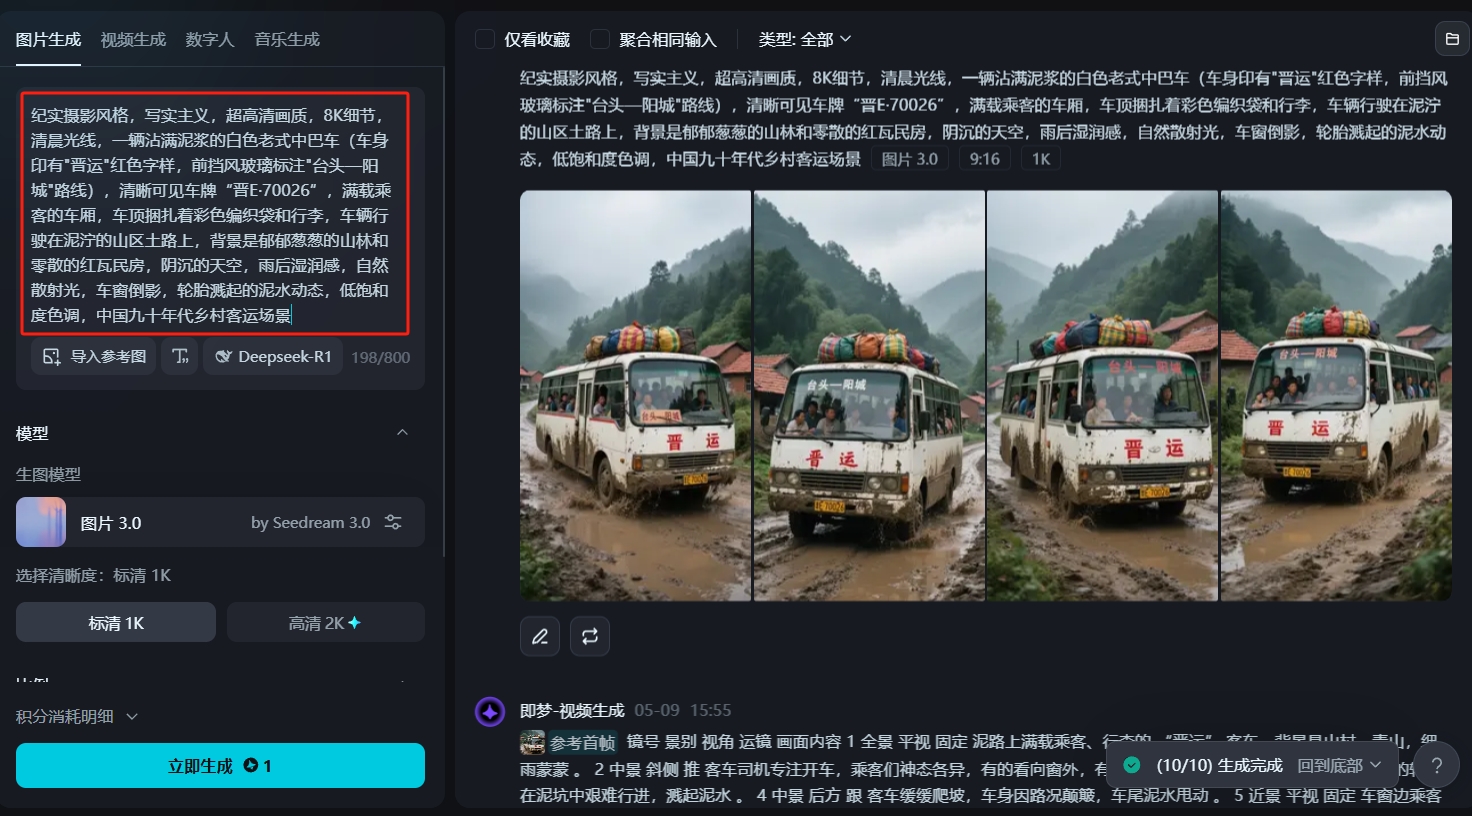 图片生成 视频生成 数字人 音乐生成
纪实摄影风格，写实主义，超高清画质，8K细节，
清晨光线，一辆沾满泥浆的白色老式中巴车（车身
印有"晋运"红色字样，前挡风玻璃标注"台头—阳
城"路线），清晰可见车牌“晋E·70026”，满载乘
客的车厢，车顶捆扎着彩色编织袋和行李，车辆行
驶在泥泞的山区土路上，背景是郁郁葱葱的山林和
零散的红瓦民房，阴沉的天空，雨后湿润感，自然
散射光，车窗倒影，轮胎溅起的泥水动态，低饱和
度色调，中国九十年代乡村客运场景
导入参考图 Deepseek-R1 198/800
模型
生图模型
图片 3.0 by Seedream 3.0
选择清晰度：标清 1K
标清 1K 高清 2K
积分消耗明细
立即生成 1
仅看收藏 聚合相同输入 类型: 全部
纪实摄影风格，写实主义，超高清画质，8K细节，清晨光线，一辆沾满泥浆的白色老式中巴车（车身印有"晋运"红色字样，前挡风
玻璃标注"台头—阳城"路线），清晰可见车牌“晋E·70026”，满载乘客的车厢，车顶捆扎着彩色编织袋和行李，车辆行驶在泥泞
的山区土路上，背景是郁郁葱葱的山林和零散的红瓦民房，阴沉的天空，雨后湿润感，自然散射光，车窗倒影，轮胎溅起的泥水动
态，低饱和度色调，中国九十年代乡村客运场景 图片 3.0 9:16 1K
台头—阳城
晋 运
台头—阳城
晋 运
台头—阳城
晋 运
台头—阳城
晋 运
即梦-视频生成 05-09 15:55
参考首帧 镜号 景别 视角 运镜 画面内容 1 全景 平视 固定 泥路上满载乘客、行李的“晋运”客车，背景是山村、青山，细
雨蒙蒙 。 2 中景 斜侧 推 客车司机专注开车，乘客们神态各异，有的看向窗外，有
在泥坑中艰难行进，溅起泥水 。 4 中景 后方 跟 客车缓缓爬坡，车身因路况颠簸，车尾泥水甩动 。 5 近景 平视 固定 车窗边乘客
(10/10) 生成完成 回到底部
?